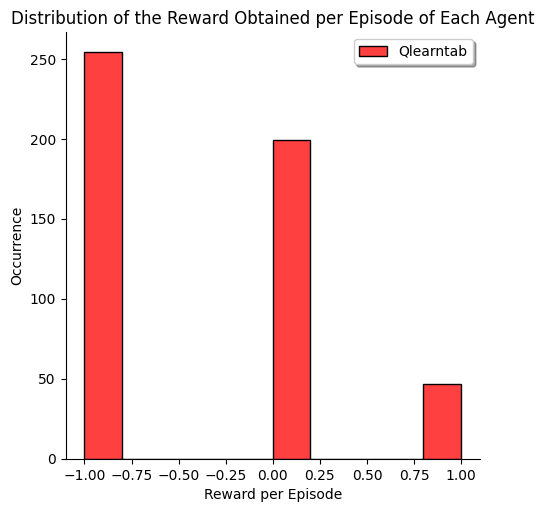 Distribution of the Reward Obtained per Episode of Each Agent
Qlearntab
250
200
150
100
50
0
Occurrence
−1.00 −0.75 −0.50 −0.25 0.00 0.25 0.50 0.75 1.00
Reward per Episode